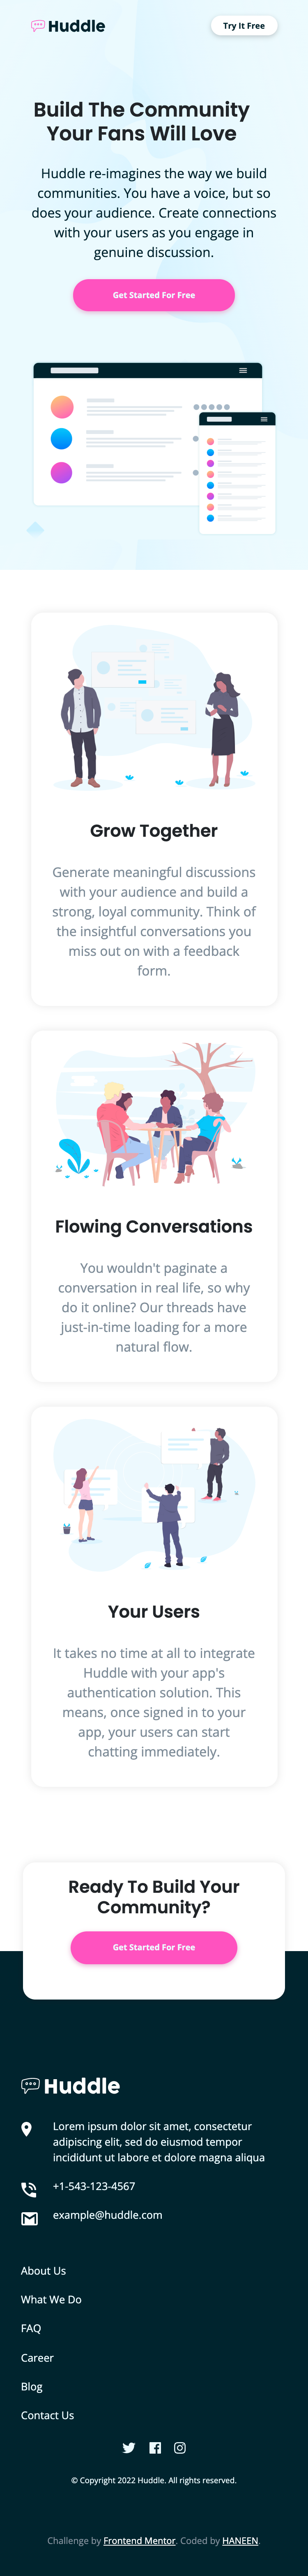 Huddle
Try It Free
Build The Community
Your Fans Will Love
Huddle re-imagines the way we build
communities. You have a voice, but so
does your audience. Create connections
with your users as you engage in
genuine discussion.
Get Started For Free
Grow Together
Generate meaningful discussions
with your audience and build a
strong, loyal community. Think of
the insightful conversations you
miss out on with a feedback
form.
Flowing Conversations
You wouldn't paginate a
conversation in real life, so why
do it online? Our threads have
just-in-time loading for a more
natural flow.
Your Users
It takes no time at all to integrate
Huddle with your app's
authentication solution. This
means, once signed in to your
app, your users can start
chatting immediately.
Ready To Build Your
Community?
Get Started For Free
Huddle
Lorem ipsum dolor sit amet, consectetur
adipiscing elit, sed do eiusmod tempor
incididunt ut labore et dolore magna aliqua
+1-543-123-4567
example@huddle.com
About Us
What We Do
FAQ
Career
Blog
Contact Us
© Copyright 2022 Huddle. All rights reserved.
Challenge by Frontend Mentor. Coded by HANEEN.